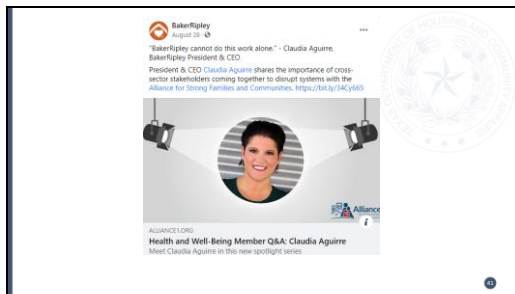 BakerRipley
August 28 ·
"BakerRipley cannot do this work alone." - Claudia Aguirre,
BakerRipley President & CEO
President & CEO Claudia Aguirre shares the importance of cross-
sector stakeholders coming together to disrupt systems with the
Alliance for Strong Families and Communities. https://bit.ly/34Cy665
Alliance
i
ALLIANCE1.ORG
Health and Well-Being Member Q&A: Claudia Aguirre
Meet Claudia Aguirre in this new spotlight series
41